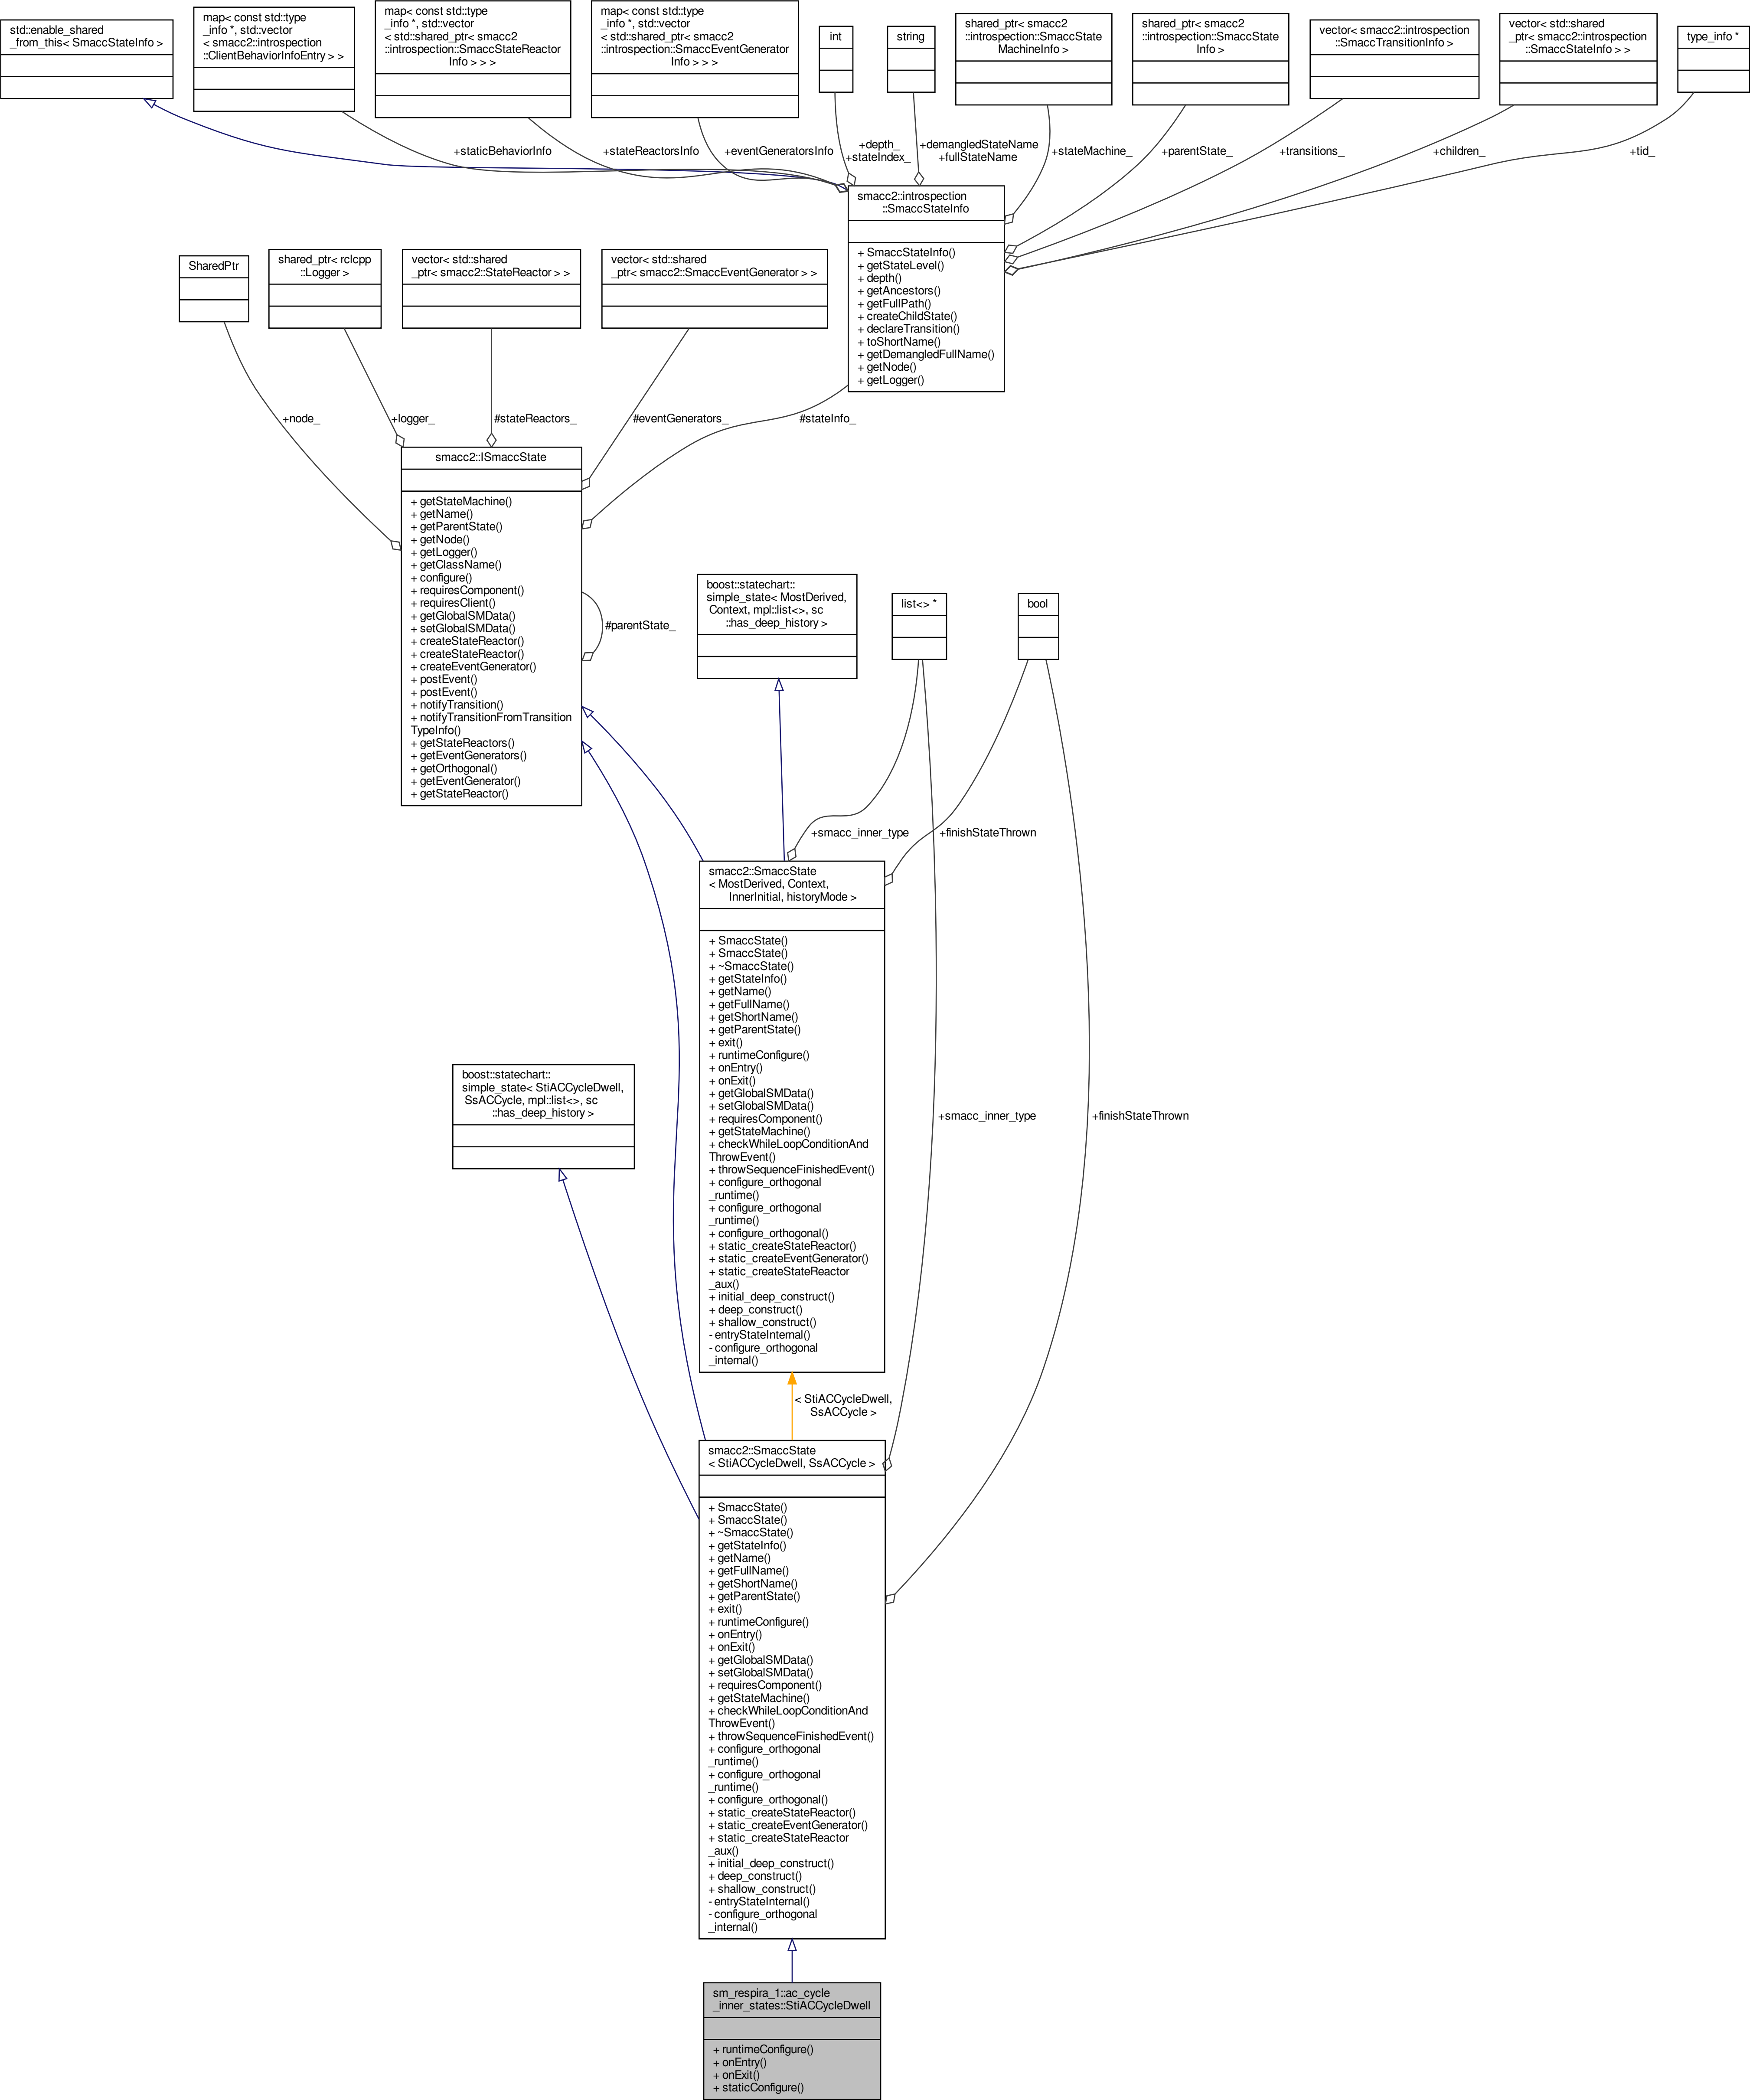 std::enable_shared
_from_this< SmaccStateInfo >
map< const std::type
_info *, std::vector
< smacc2::introspection
::ClientBehaviorInfoEntry > >
map< const std::type
_info *, std::vector
< std::shared_ptr< smacc2
::introspection::SmaccStateReactor
Info > > >
map< const std::type
_info *, std::vector
< std::shared_ptr< smacc2
::introspection::SmaccEventGenerator
Info > > >
int
string
shared_ptr< smacc2
::introspection::SmaccState
MachineInfo >
shared_ptr< smacc2
::introspection::SmaccState
Info >
vector< smacc2::introspection
::SmaccTransitionInfo >
vector< std::shared
_ptr< smacc2::introspection
::SmaccStateInfo > >
type_info *
+staticBehaviorInfo
+stateReactorsInfo
+eventGeneratorsInfo
+depth_
+stateIndex_
+demangledStateName
+fullStateName
+stateMachine_
+parentState_
+transitions_
+children_
+tid_
smacc2::introspection
::SmaccStateInfo
+ SmaccStateInfo()
+ getStateLevel()
+ depth()
+ getAncestors()
+ getFullPath()
+ createChildState()
+ declareTransition()
+ toShortName()
+ getDemangledFullName()
+ getNode()
+ getLogger()
SharedPtr
shared_ptr< rclcpp
::Logger >
vector< std::shared
_ptr< smacc2::StateReactor > >
vector< std::shared
_ptr< smacc2::SmaccEventGenerator > >
+node_
+logger_
#stateReactors_
#eventGenerators_
#stateInfo_
smacc2::ISmaccState
+ getStateMachine()
+ getName()
+ getParentState()
+ getNode()
+ getLogger()
+ getClassName()
+ configure()
+ requiresComponent()
+ requiresClient()
+ getGlobalSMData()
+ setGlobalSMData()
+ createStateReactor()
+ createStateReactor()
+ createEventGenerator()
+ postEvent()
+ postEvent()
+ notifyTransition()
+ notifyTransitionFromTransition
TypeInfo()
+ getStateReactors()
+ getEventGenerators()
+ getOrthogonal()
+ getEventGenerator()
+ getStateReactor()
#parentState_
boost::statechart::
simple_state< MostDerived,
Context, mpl::list<>, sc
::has_deep_history >
list<> *
bool
+smacc_inner_type
+finishStateThrown
smacc2::SmaccState
< MostDerived, Context,
InnerInitial, historyMode >
+ SmaccState()
+ SmaccState()
+ ~SmaccState()
+ getStateInfo()
+ getName()
+ getFullName()
+ getShortName()
+ getParentState()
+ exit()
+ runtimeConfigure()
+ onEntry()
+ onExit()
+ getGlobalSMData()
+ setGlobalSMData()
+ requiresComponent()
+ getStateMachine()
+ checkWhileLoopConditionAnd
ThrowEvent()
+ throwSequenceFinishedEvent()
+ configure_orthogonal
_runtime()
+ configure_orthogonal
_runtime()
+ configure_orthogonal()
+ static_createStateReactor()
+ static_createEventGenerator()
+ static_createStateReactor
_aux()
+ initial_deep_construct()
+ deep_construct()
+ shallow_construct()
- entryStateInternal()
- configure_orthogonal
_internal()
boost::statechart::
simple_state< StiACCycleDwell,
SsACCycle, mpl::list<>, sc
::has_deep_history >
+smacc_inner_type
+finishStateThrown
< StiACCycleDwell,
SsACCycle >
smacc2::SmaccState
< StiACCycleDwell, SsACCycle >
+ SmaccState()
+ SmaccState()
+ ~SmaccState()
+ getStateInfo()
+ getName()
+ getFullName()
+ getShortName()
+ getParentState()
+ exit()
+ runtimeConfigure()
+ onEntry()
+ onExit()
+ getGlobalSMData()
+ setGlobalSMData()
+ requiresComponent()
+ getStateMachine()
+ checkWhileLoopConditionAnd
ThrowEvent()
+ throwSequenceFinishedEvent()
+ configure_orthogonal
_runtime()
+ configure_orthogonal
_runtime()
+ configure_orthogonal()
+ static_createStateReactor()
+ static_createEventGenerator()
+ static_createStateReactor
_aux()
+ initial_deep_construct()
+ deep_construct()
+ shallow_construct()
- entryStateInternal()
- configure_orthogonal
_internal()
sm_respira_1::ac_cycle
_inner_states::StiACCycleDwell
+ runtimeConfigure()
+ onEntry()
+ onExit()
+ staticConfigure()